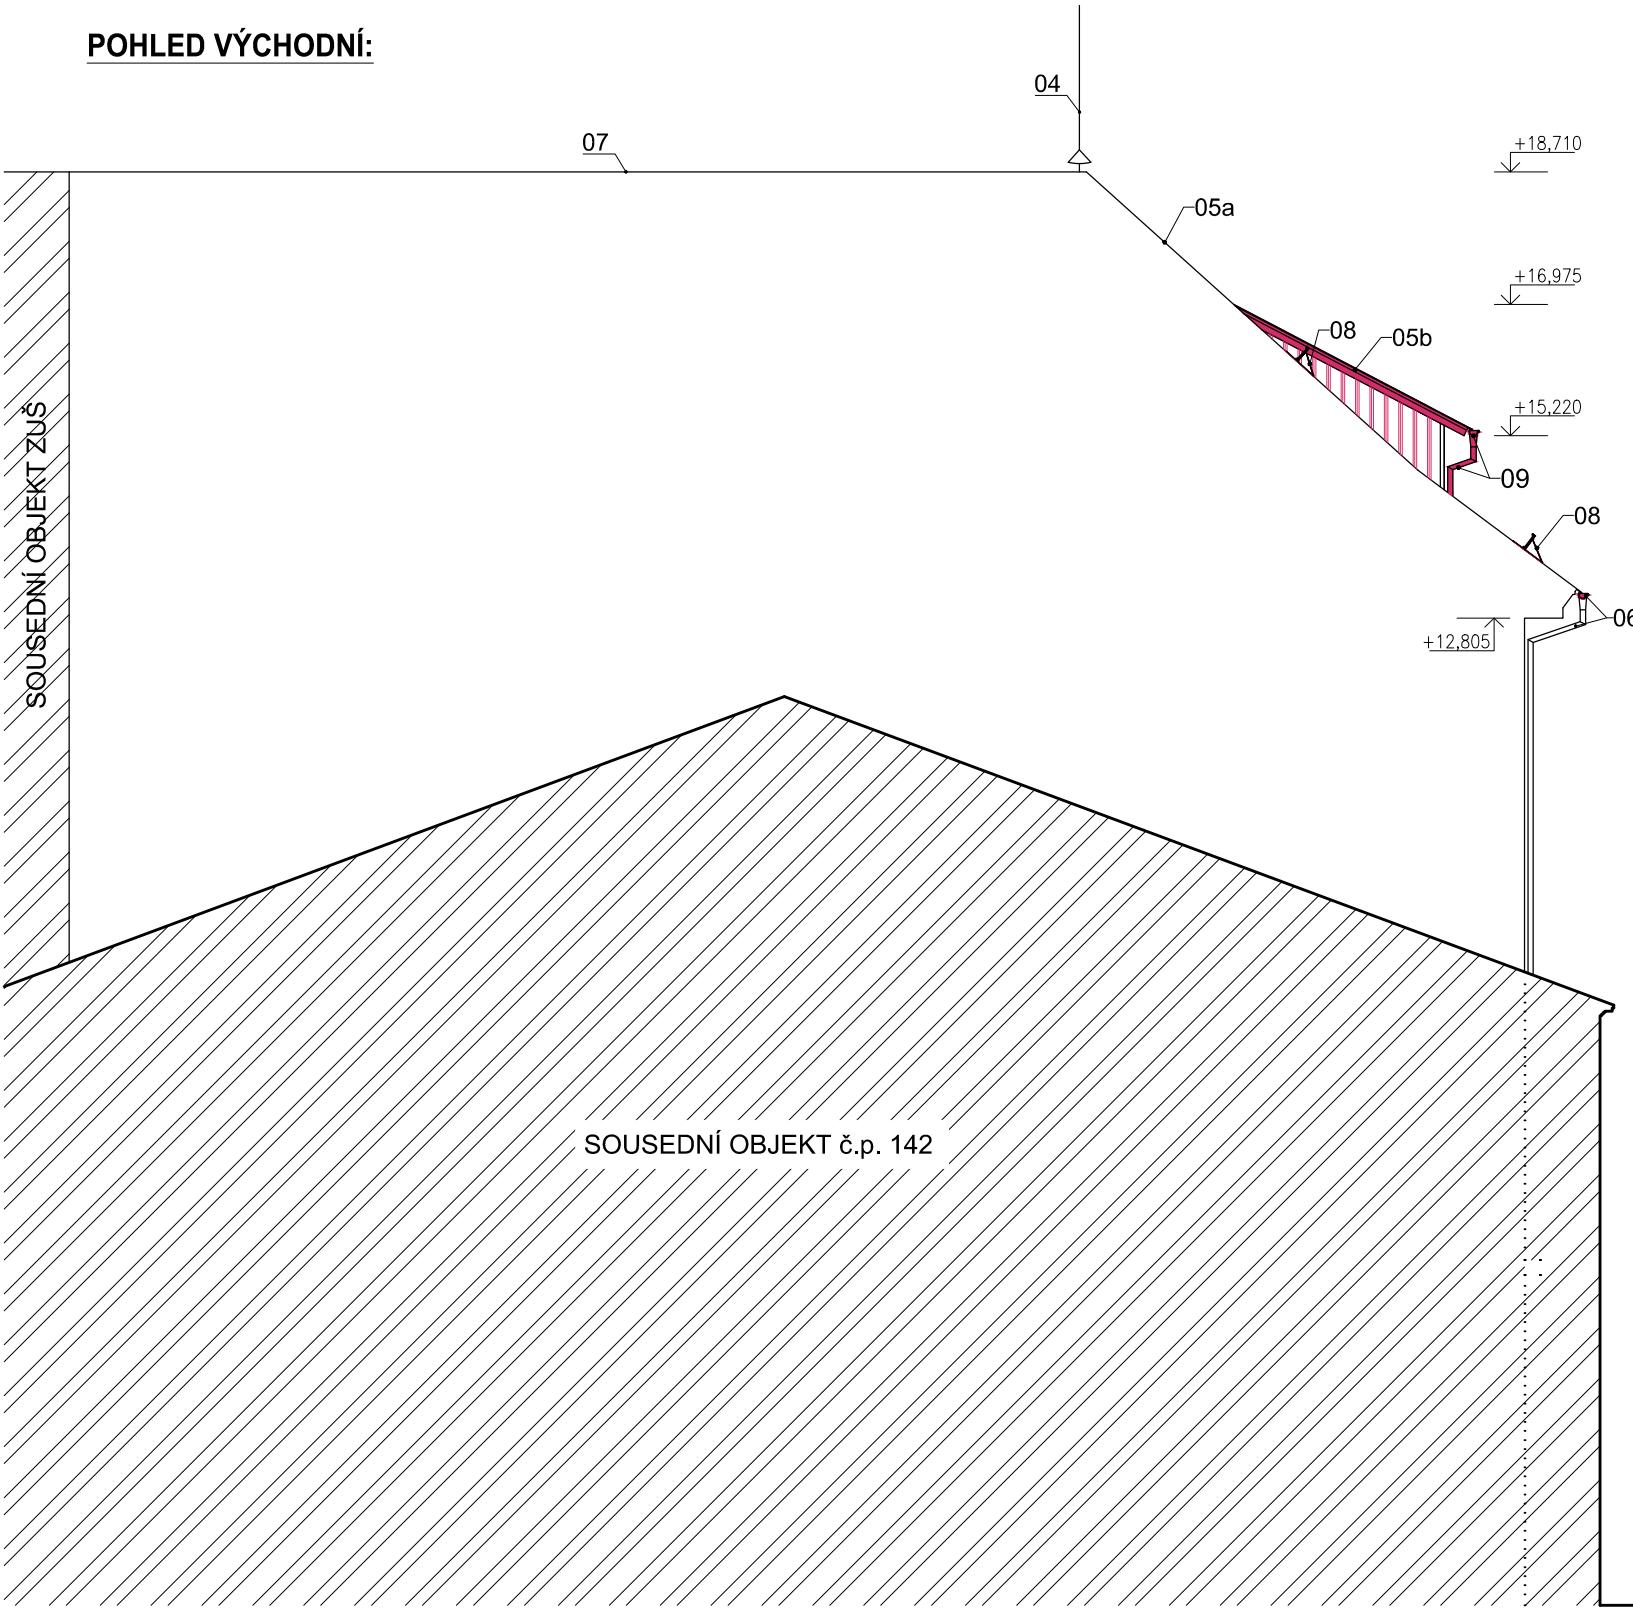 POHLED VÝCHODNÍ:
04
07
+18,710
05a
+16,975
08
05b
+15,220
SOUSEDNÍ OBJEKT ZUŠ
09
08
06
+12,805
SOUSEDNÍ OBJEKT č.p. 142